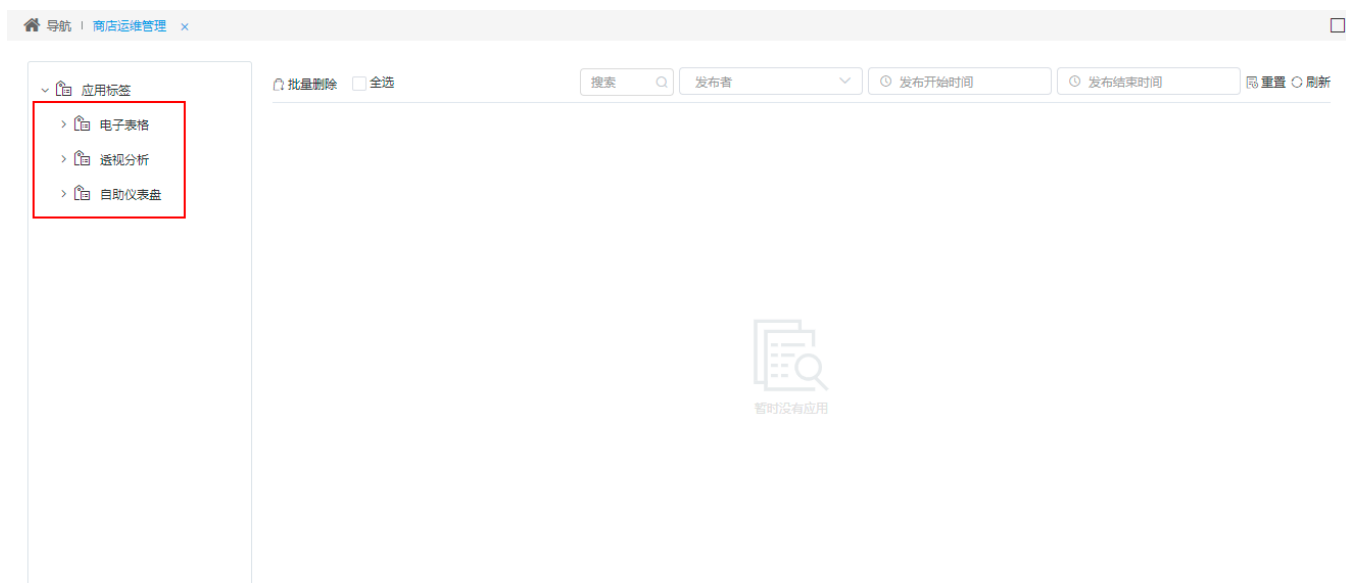 导航 商店运维管理 ×
应用标签
电子表格
透视分析
自助仪表盘
批量删除 全选 搜索 发布者 发布开始时间 发布结束时间 重置 刷新
暂时没有应用